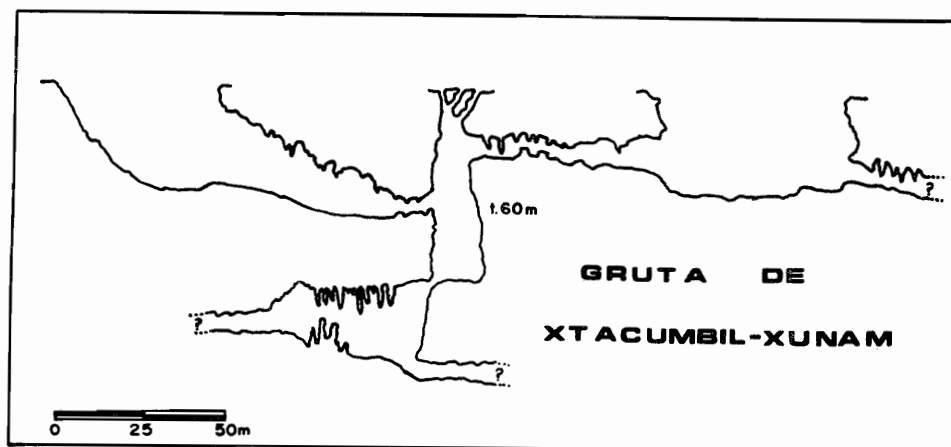 ?
t.60m
GRUTA DE
XTACUMBIL-XUNAM
?
?
0 25 50m